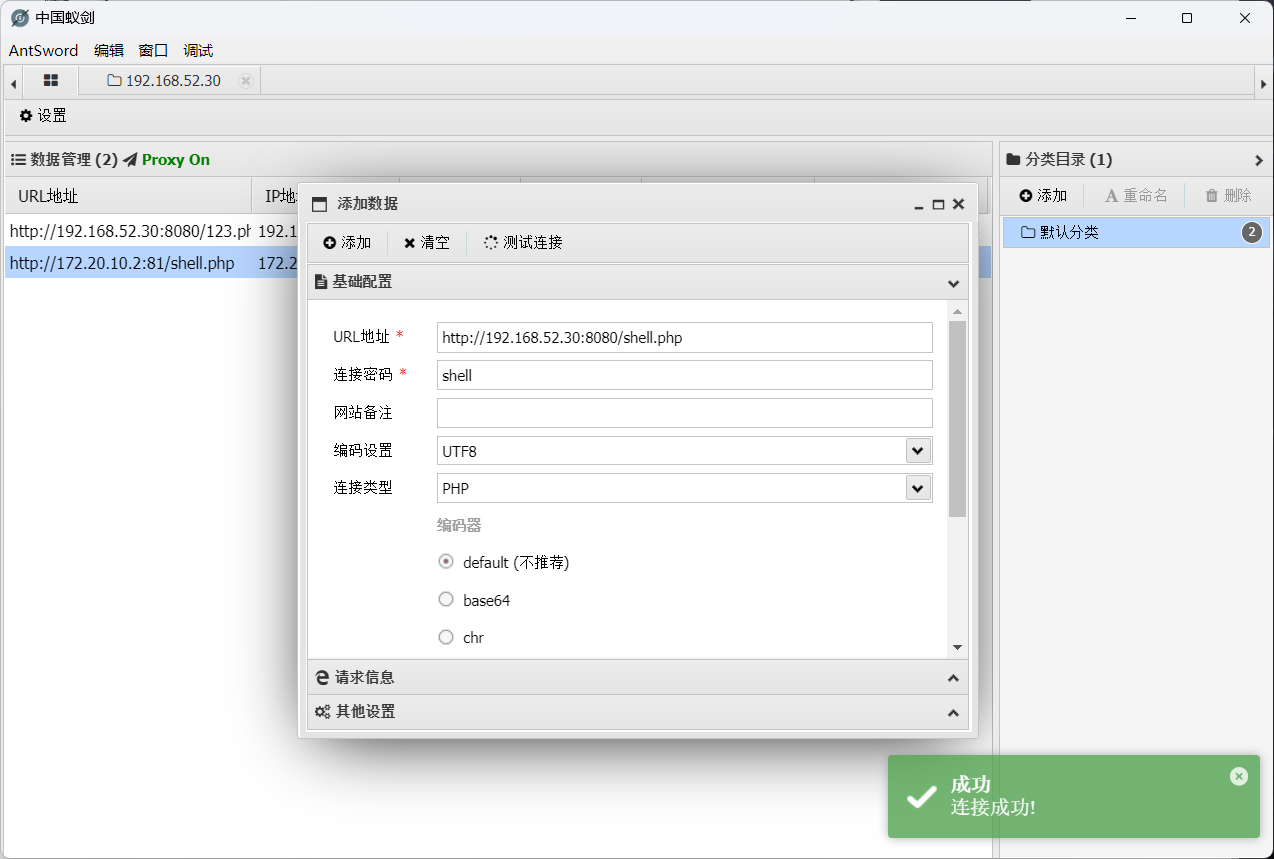 中国蚁剑
AntSword 编辑 窗口 调试
192.168.52.30
设置
数据管理 (2) Proxy On
URL地址 IP地
http://192.168.52.30:8080/123.ph 192.1
http://172.20.10.2:81/shell.php 172.2
分类目录 (1)
添加 重命名 删除
默认分类 2
添加数据
添加 清空 测试连接
基础配置
URL地址 * http://192.168.52.30:8080/shell.php
连接密码 * shell
网站备注
编码设置 UTF8
连接类型 PHP
编码器
default (不推荐)
base64
chr
请求信息
其他设置
成功
连接成功!